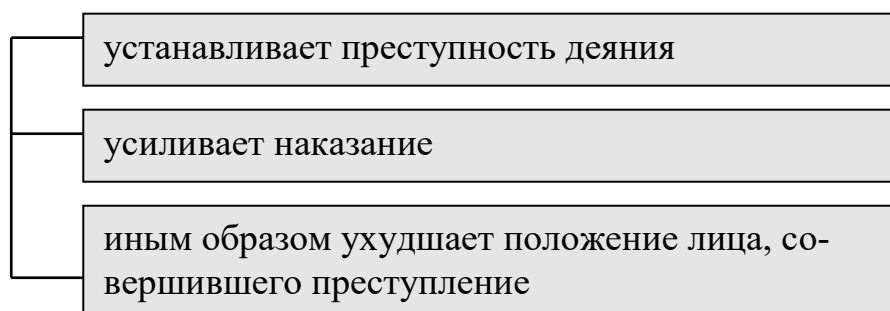 устанавливает преступность деяния
усиливает наказание
иным образом ухудшает положение лица, со-
вершившего преступление